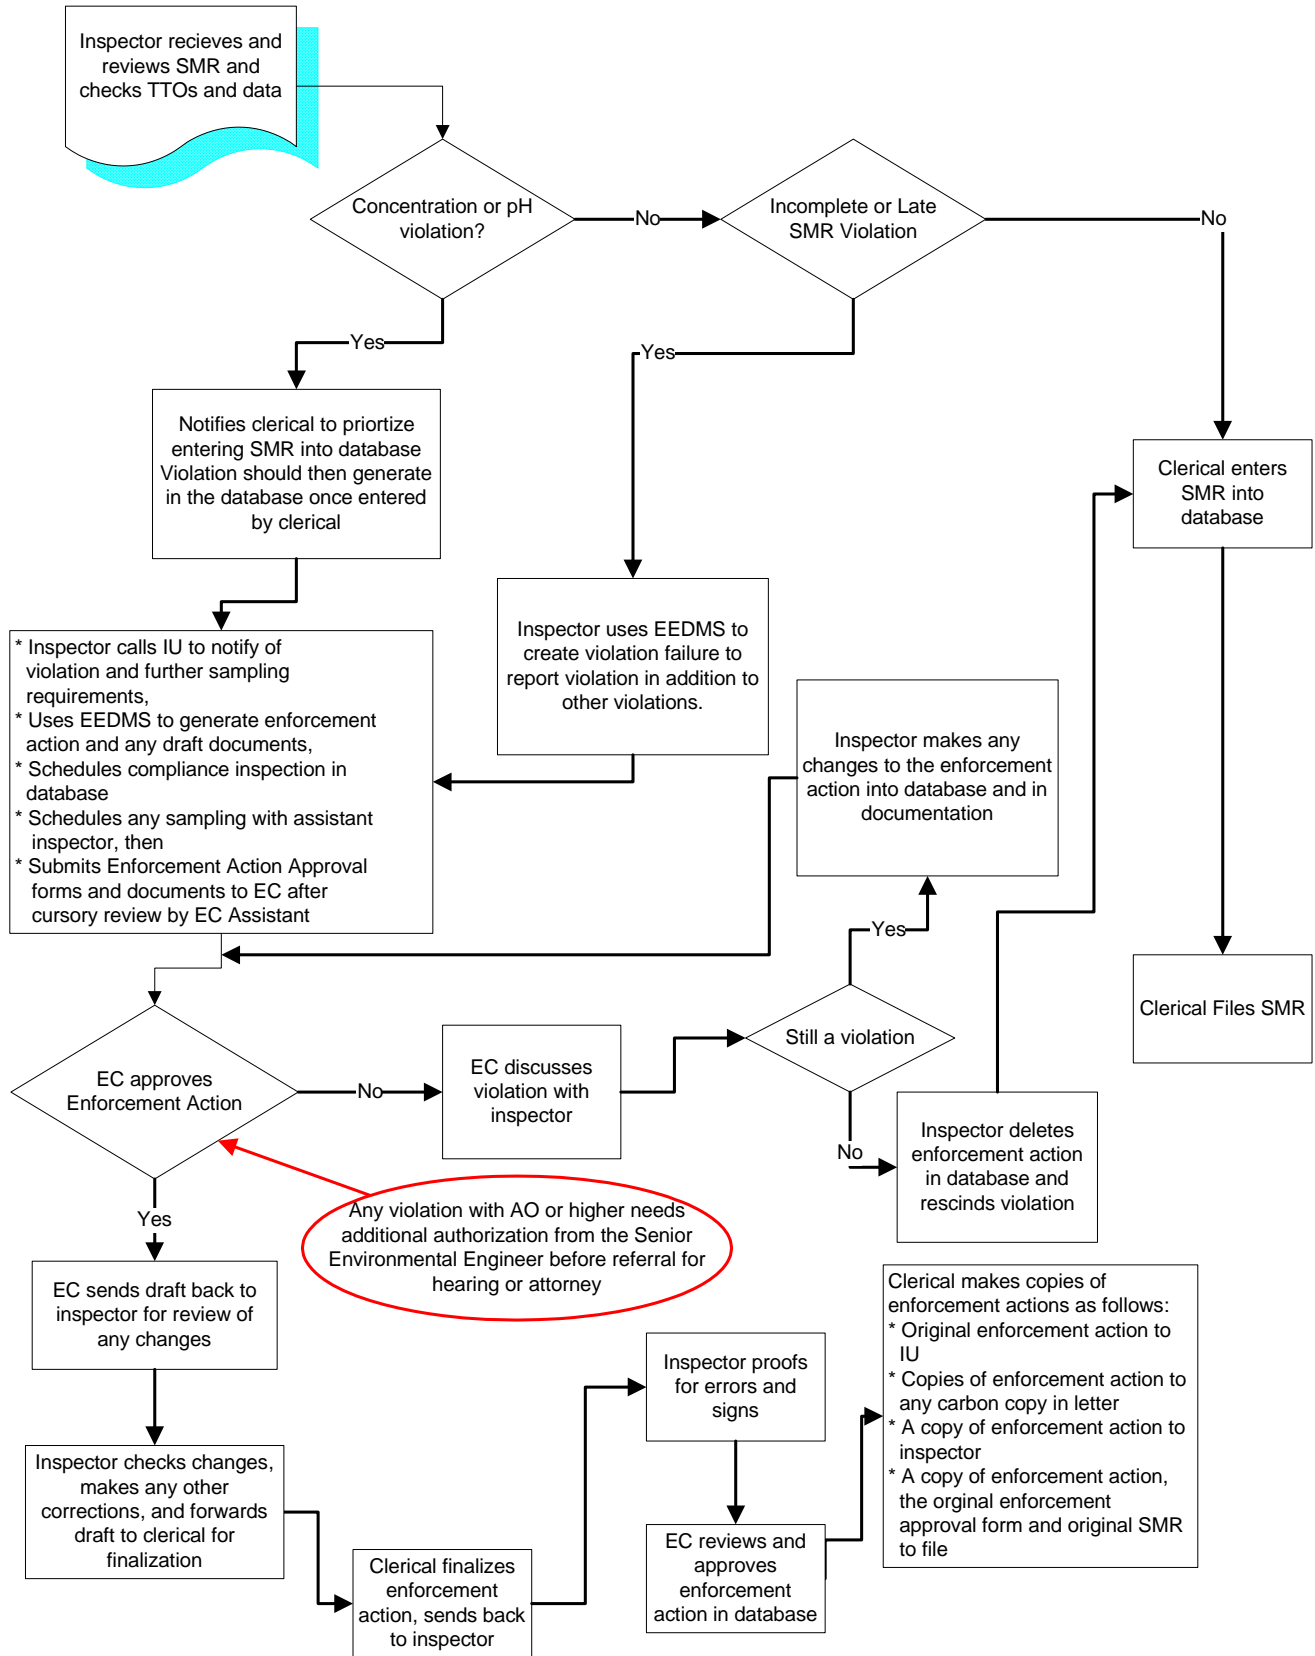 Inspector recieves and
reviews SMR and
checks TTOs and data
Concentration or pH
violation?
No
Incomplete or Late
SMR Violation
No
Yes
Yes
Notifies clerical to priortize
entering SMR into database
Violation should then generate
in the database once entered
by clerical
Clerical enters
SMR into
database
Inspector uses EEDMS to
create violation failure to
report violation in addition to
other violations.
* Inspector calls IU to notify of
violation and further sampling
requirements,
* Uses EEDMS to generate enforcement
action and any draft documents,
* Schedules compliance inspection in
database
* Schedules any sampling with assistant
inspector, then
* Submits Enforcement Action Approval
forms and documents to EC after
cursory review by EC Assistant
Inspector makes any
changes to the enforcement
action into database and in
documentation
Yes
Clerical Files SMR
Still a violation
EC approves
Enforcement Action
No
EC discusses
violation with
inspector
No
Inspector deletes
enforcement action
in database and
rescinds violation
Yes
Any violation with AO or higher needs
additional authorization from the Senior
Environmental Engineer before referral for
hearing or attorney
EC sends draft back to
inspector for review of
any changes
Clerical makes copies of
enforcement actions as follows:
* Original enforcement action to
IU
* Copies of enforcement action to
any carbon copy in letter
* A copy of enforcement action to
inspector
* A copy of enforcement action,
the orginal enforcement
approval form and original SMR
to file
Inspector proofs
for errors and
signs
Inspector checks changes,
makes any other
corrections, and forwards
draft to clerical for
finalization
EC reviews and
approves
enforcement
action in database
Clerical finalizes
enforcement
action, sends back
to inspector